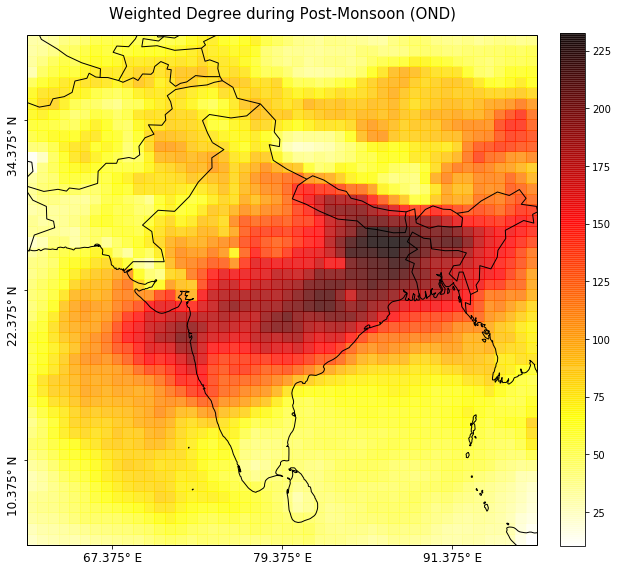 Weighted Degree during Post-Monsoon (OND)
225
200
175
150
125
100
75
50
25
34.375° N
22.375° N
10.375° N
67.375° E 79.375° E 91.375° E